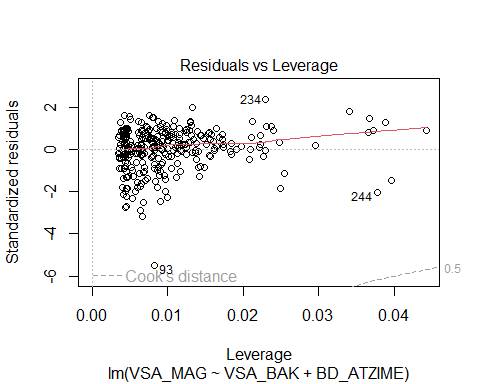 Residuals vs Leverage
Standardized residuals
2
0
-2
-4
-6
234
244
93
Cook's distance
0.5
0.00 0.01 0.02 0.03 0.04
Leverage
lm(VSA_MAG ~ VSA_BAK + BD_ATZIME)